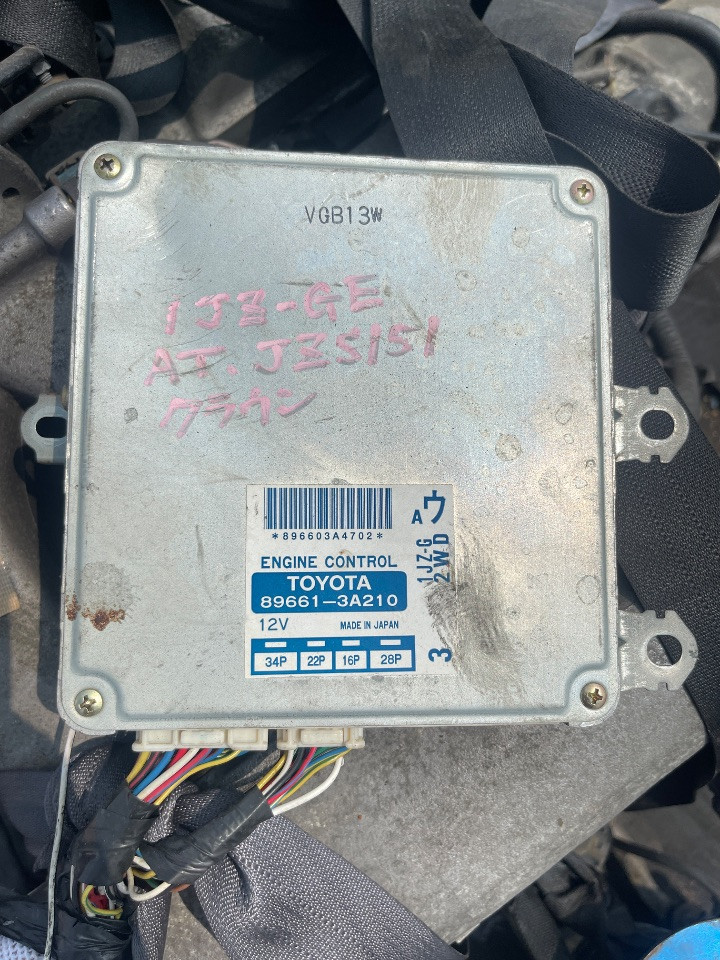 VGB13W
1JZ-GE
AT. JZS151
クラウン
*896603A4702*
Aウ
ENGINE CONTROL
TOYOTA
89661-3A210
12V
MADE IN JAPAN
34P 22P 16P 28P
1JZ-G
2WD
3